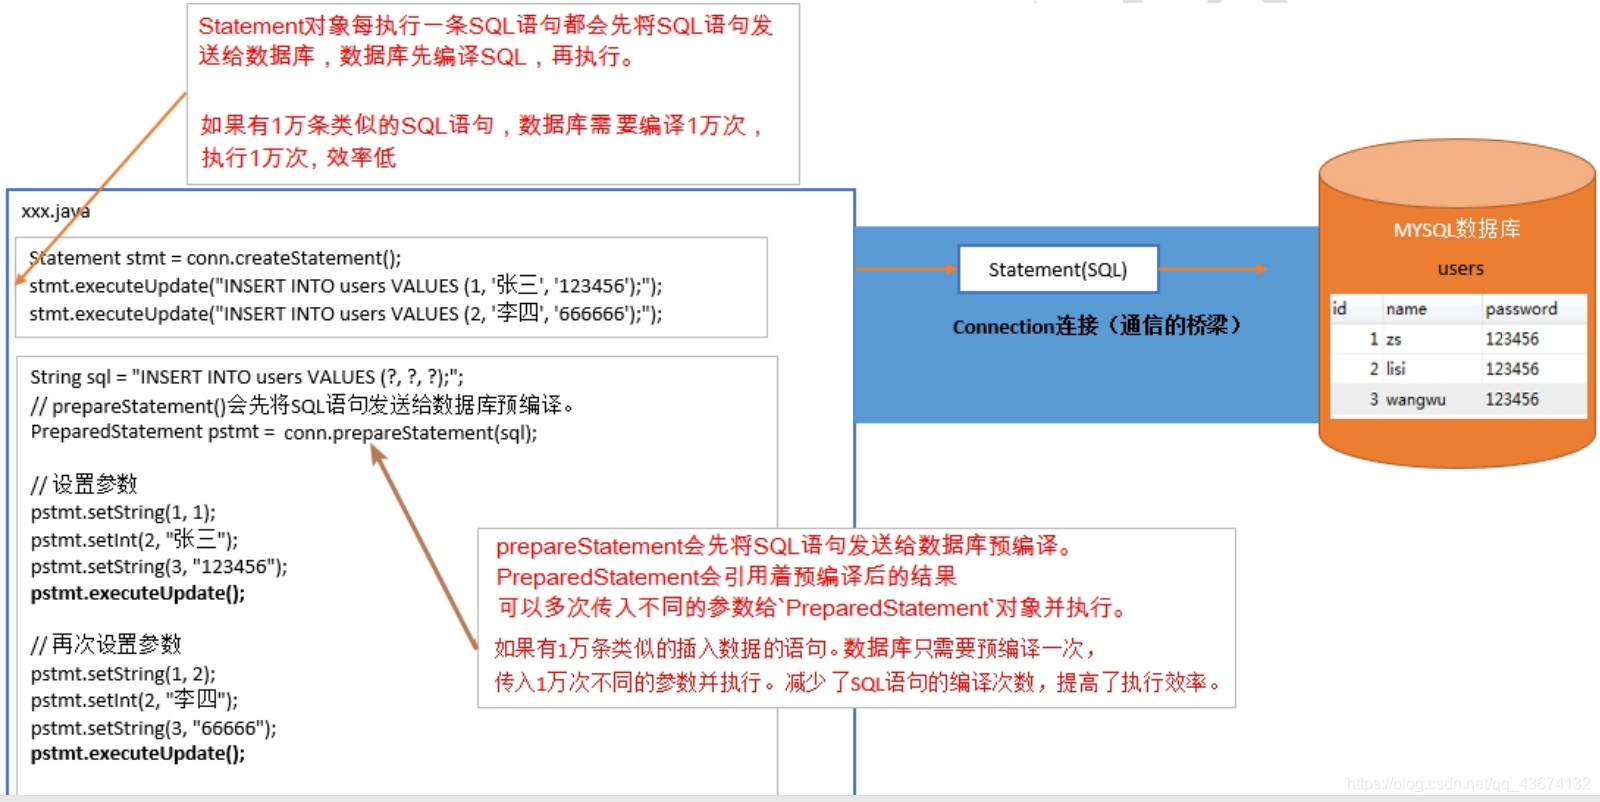 Statement对象每执行一条SQL语句都会先将SQL语句发
送给数据库，数据库先编译SQL，再执行。
如果有1万条类似的SQL语句，数据库需要编译1万次，
执行1万次, 效率低
xxx.java
Statement stmt = conn.createStatement();
stmt.executeUpdate("INSERT INTO users VALUES (1, '张三', '123456');");
stmt.executeUpdate("INSERT INTO users VALUES (2, '李四', '666666');");
String sql = "INSERT INTO users VALUES (?, ?, ?);";
// prepareStatement()会先将SQL语句发送给数据库预编译。
PreparedStatement pstmt = conn.prepareStatement(sql);
// 设置参数
pstmt.setString(1, 1);
pstmt.setInt(2, "张三");
pstmt.setString(3, "123456");
pstmt.executeUpdate();
// 再次设置参数
pstmt.setString(1, 2);
pstmt.setInt(2, "李四");
pstmt.setString(3, "66666");
pstmt.executeUpdate();
prepareStatement会先将SQL语句发送给数据库预编译。
PreparedStatement会引用着预编译后的结果
可以多次传入不同的参数给`PreparedStatement`对象并执行。
如果有1万条类似的插入数据的语句。数据库只需要预编译一次，
传入1万次不同的参数并执行。减少了SQL语句的编译次数，提高了执行效率。
Statement(SQL)
Connection连接（通信的桥梁）
MYSQL数据库
users
id name password
1 zs 123456
2 lisi 123456
3 wangwu 123456
https://blog.csdn.net/qq_43674132